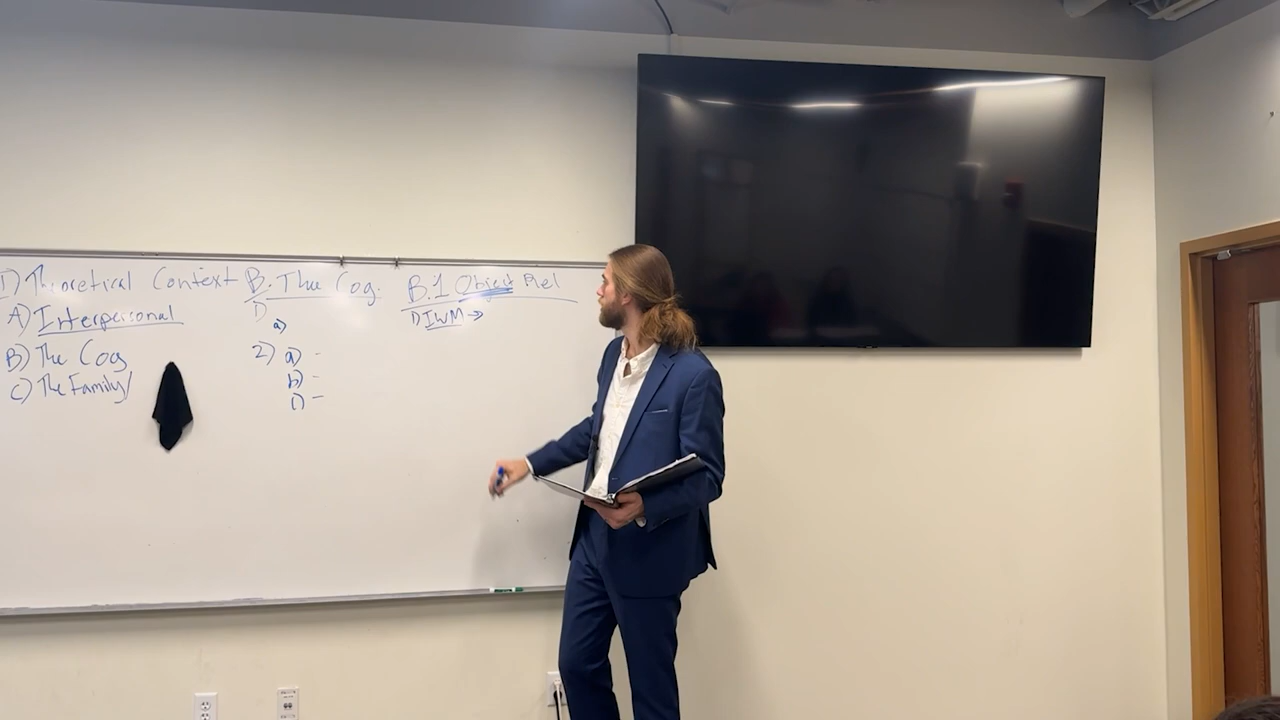 I) Theoretical Context
A) Interpersonal
B) The Cog
C) The Family
B. The Cog.
1)
a)
2) a) -
b) -
c) -
B.1 Object Rel
1) IWM →